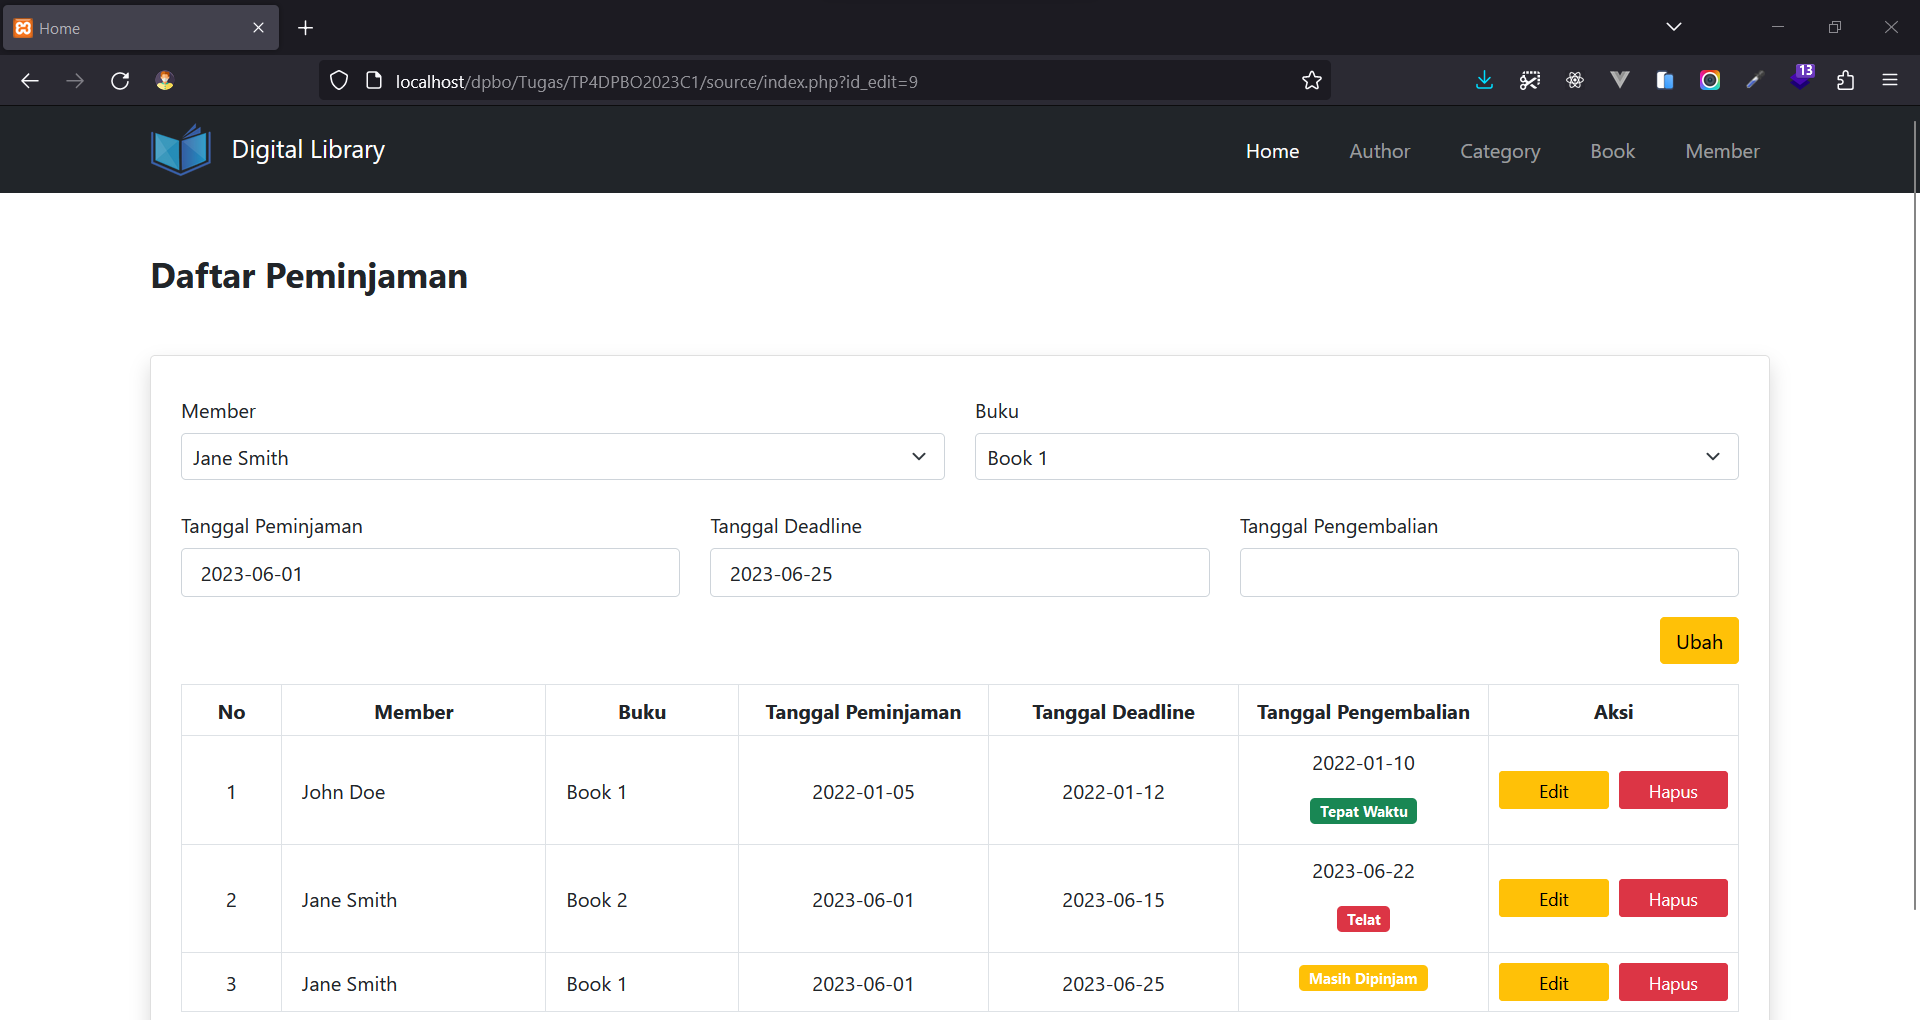 Home
localhost/dpbo/Tugas/TP4DPBO2023C1/source/index.php?id_edit=9
13
Digital Library
Home Author Category Book Member
Daftar Peminjaman
Member Buku
Jane Smith Book 1
Tanggal Peminjaman Tanggal Deadline Tanggal Pengembalian
2023-06-01 2023-06-25
Ubah
No Member Buku Tanggal Peminjaman Tanggal Deadline Tanggal Pengembalian Aksi
1 John Doe Book 1 2022-01-05 2022-01-12 2022-01-10 Edit Hapus
Tepat Waktu
2 Jane Smith Book 2 2023-06-01 2023-06-15 2023-06-22 Edit Hapus
Telat
3 Jane Smith Book 1 2023-06-01 2023-06-25 Masih Dipinjam Edit Hapus